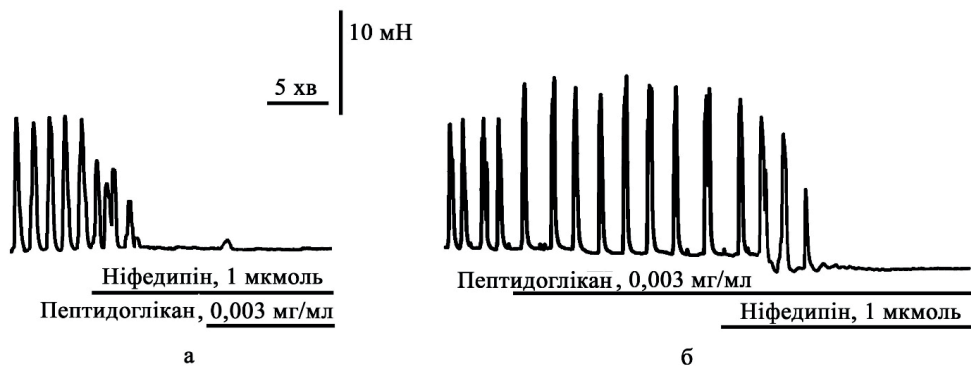 10 мН
5 хв
Ніфедипін, 1 мкмоль
Пептидоглікан, 0,003 мг/мл
а
Пептидоглікан, 0,003 мг/мл
Ніфедипін, 1 мкмоль
б